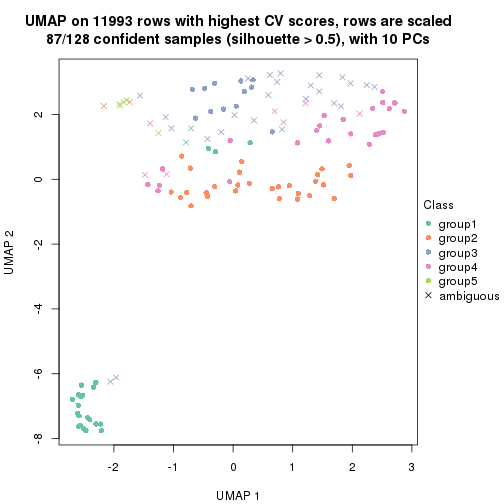 UMAP on 11993 rows with highest CV scores, rows are scaled
87/128 confident samples (silhouette > 0.5), with 10 PCs
2
0
-2
-4
-6
-8
UMAP 2
-2
-1
0
1
2
3
UMAP 1
Class
group1
group2
group3
group4
group5
ambiguous